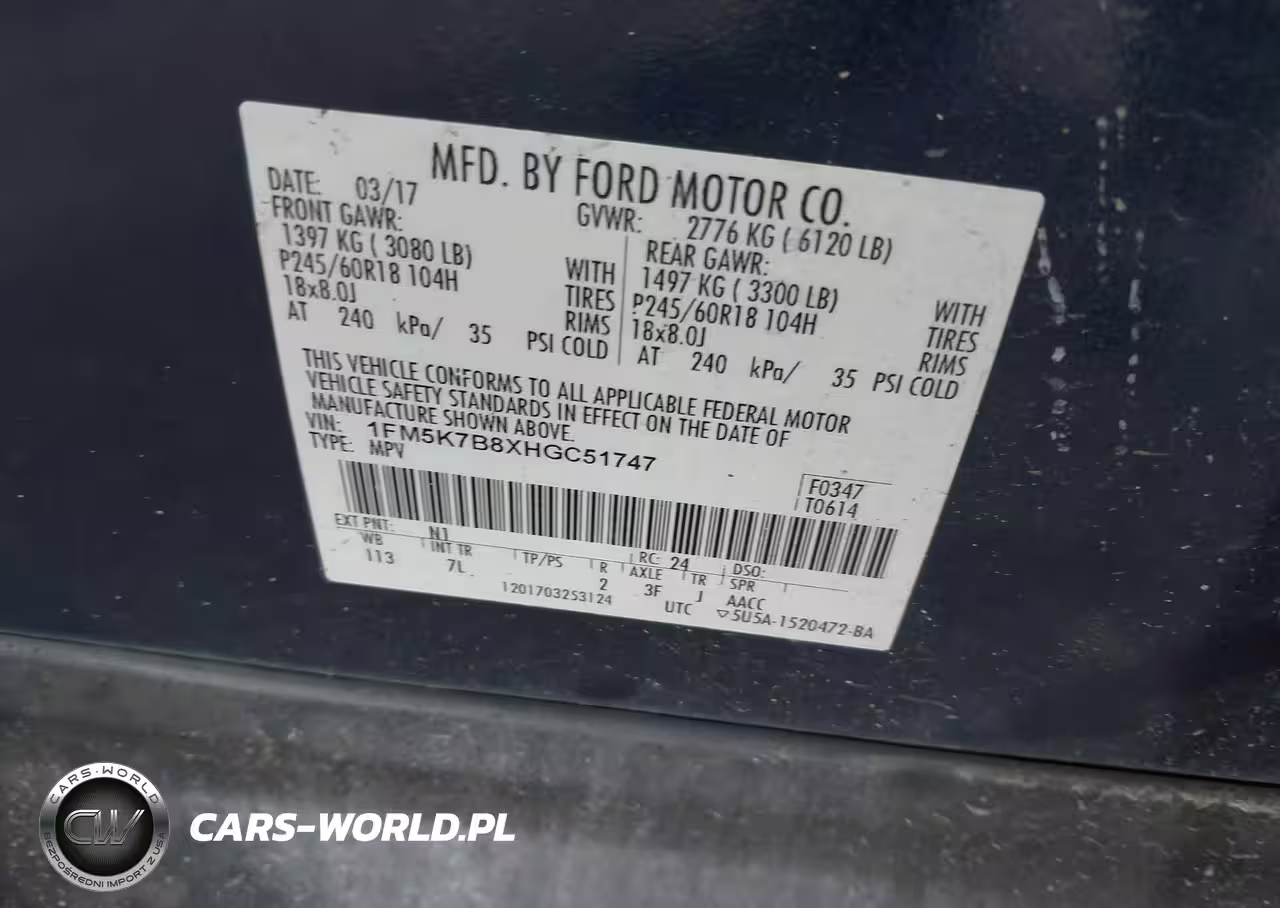 MFD. BY FORD MOTOR CO.
DATE: 03/17
GVWR: 2776 KG ( 6120 LB)
FRONT GAWR:
1397 KG ( 3080 LB) WITH
P245/60R18 104H TIRES
18x8.0J RIMS
AT 240 kPa/ 35 PSI COLD
REAR GAWR:
1497 KG ( 3300 LB) WITH
P245/60R18 104H TIRES
18x8.0J RIMS
AT 240 kPa/ 35 PSI COLD
THIS VEHICLE CONFORMS TO ALL APPLICABLE FEDERAL MOTOR
VEHICLE SAFETY STANDARDS IN EFFECT ON THE DATE OF
MANUFACTURE SHOWN ABOVE.
VIN: 1FM5K7B8XHGC51747
TYPE: MPV
F0347
T0614
EXT PNT: N1 RC: 24 DSO:
WB INT TR TP/PS R AXLE TR SPR
113 7L 2 3F J AACC
1201703253124 UTC ▽5U5A-1520472-BA
CARS-WORLD
CW
BEZPOŚREDNI IMPORT Z USA
CARS-WORLD.PL